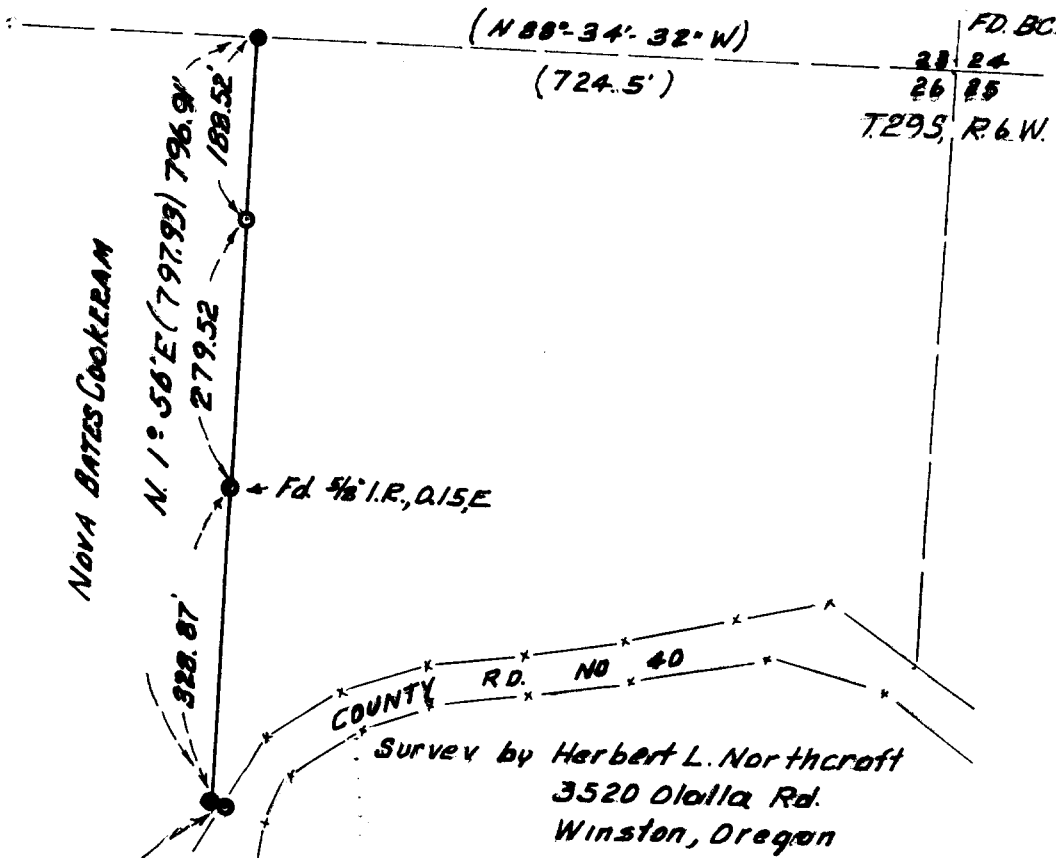 (N 88°-34'-32" W)
(724.5')
FD. BC.
23 24
26 25
T.29S, R.6.W.
188.52'
N. 1° 56'E (797.93) 796.91'
279.52
NOVA BATES COOKERAM
Fd. 5/8" I.R., 0.15, E
328.87'
COUNTY RD. NO 40
Survey by Herbert L. Northcraft
3520 Olalla Rd.
Winston, Oregon